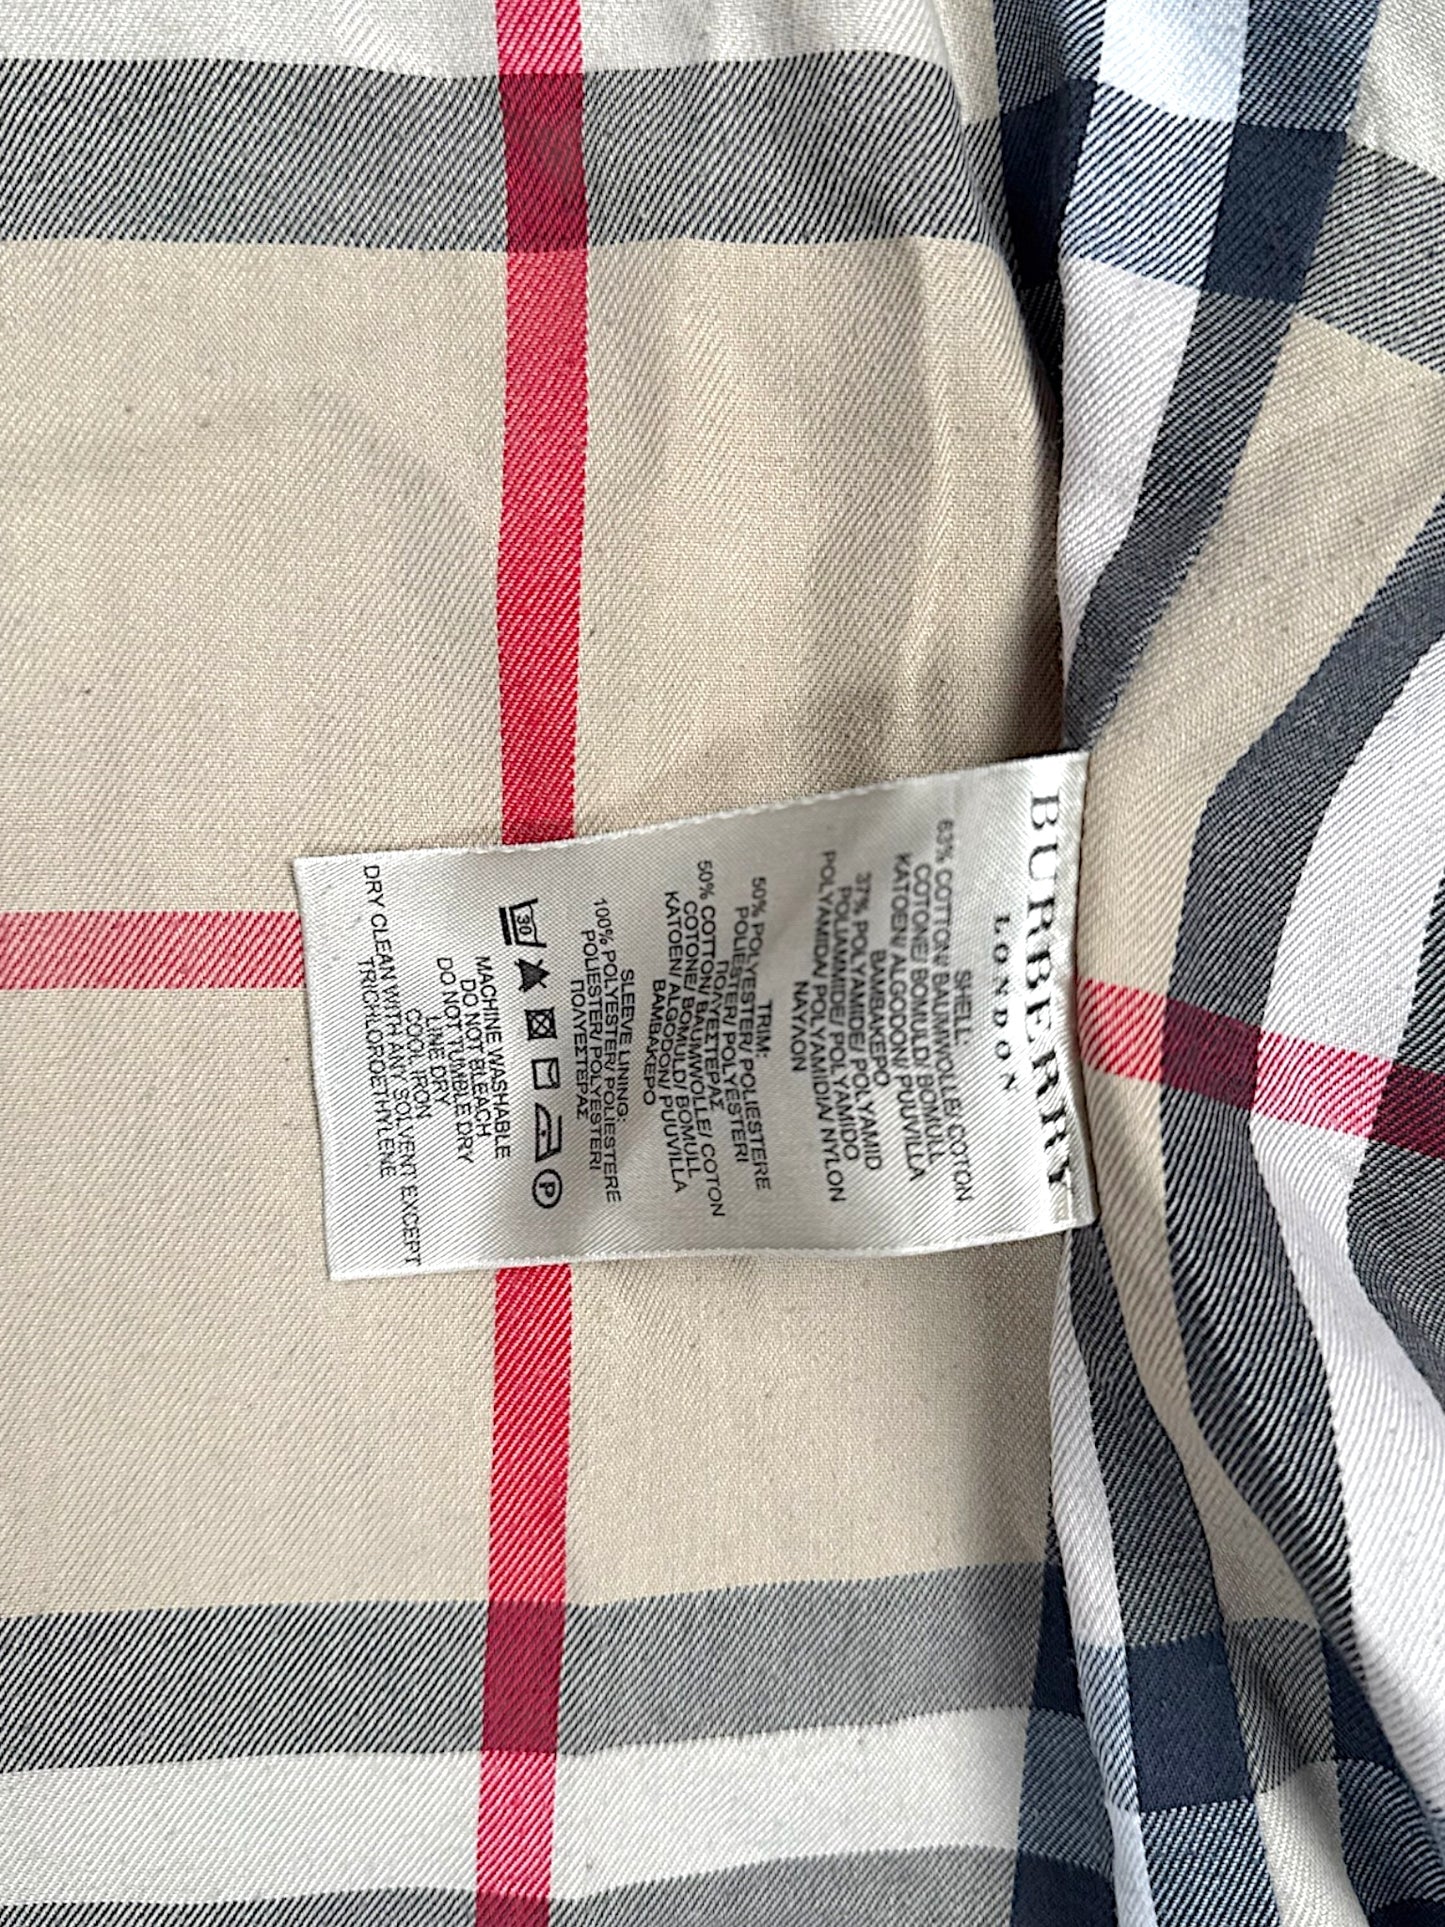 BURBERRY
LONDON
SHELL:
63% COTTON/ BAUMWOLLE/ COTON
COTONE/ BOMULD/ BOMULL
KATOEN/ ALGODON/ PUUVILLA
ΒΑΜΒΑΚΕΡΟ
37% POLYAMIDE/ POLYAMID
POLIAMMIDE/ POLYAMIDO
POLYAMIDA/ POLYAMIDI/ NYLON
ΝΑΥΛΟΝ
TRIM:
50% POLYESTER/ POLIESTERE
POLIESTER/ POLYESTERI
ΠΟΛΥΕΣΤΕΡΑΣ
50% COTTON/ BAUMWOLLE/ COTON
COTONE/ BOMULD/ BOMULL
KATOEN/ ALGODON/ PUUVILLA
ΒΑΜΒΑΚΕΡΟ
SLEEVE LINING:
100% POLYESTER/ POLIESTERE
POLIESTER/ POLYESTERI
ΠΟΛΥΕΣΤΕΡΑΣ
30 P
MACHINE WASHABLE
DO NOT BLEACH
DO NOT TUMBLE DRY
LINE DRY
COOL IRON
DRY CLEAN WITH ANY SOLVENT EXCEPT
TRICHLOROETHYLENE